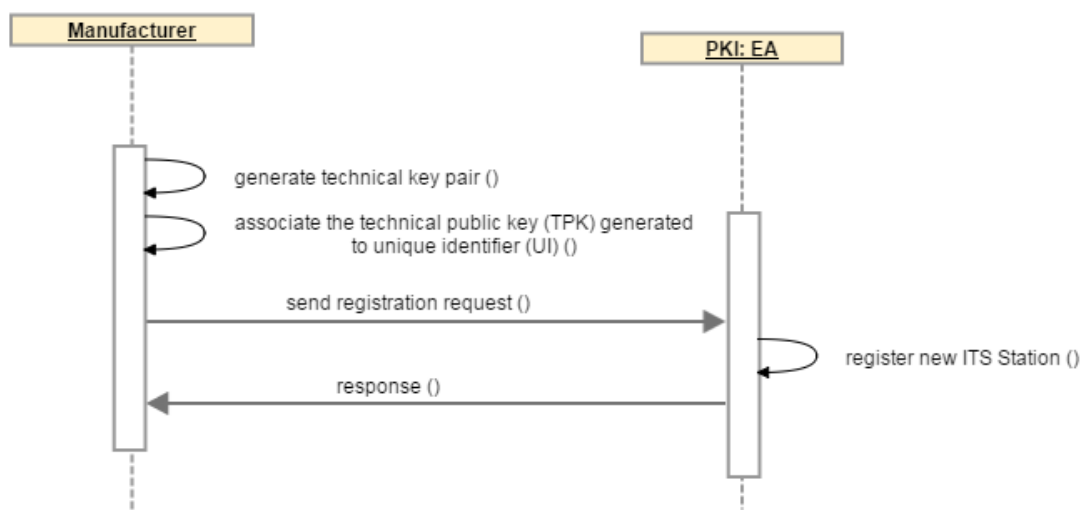 Manufacturer
PKI: EA
generate technical key pair ()
associate the technical public key (TPK) generated
to unique identifier (UI) ()
send registration request ()
register new ITS Station ()
response ()